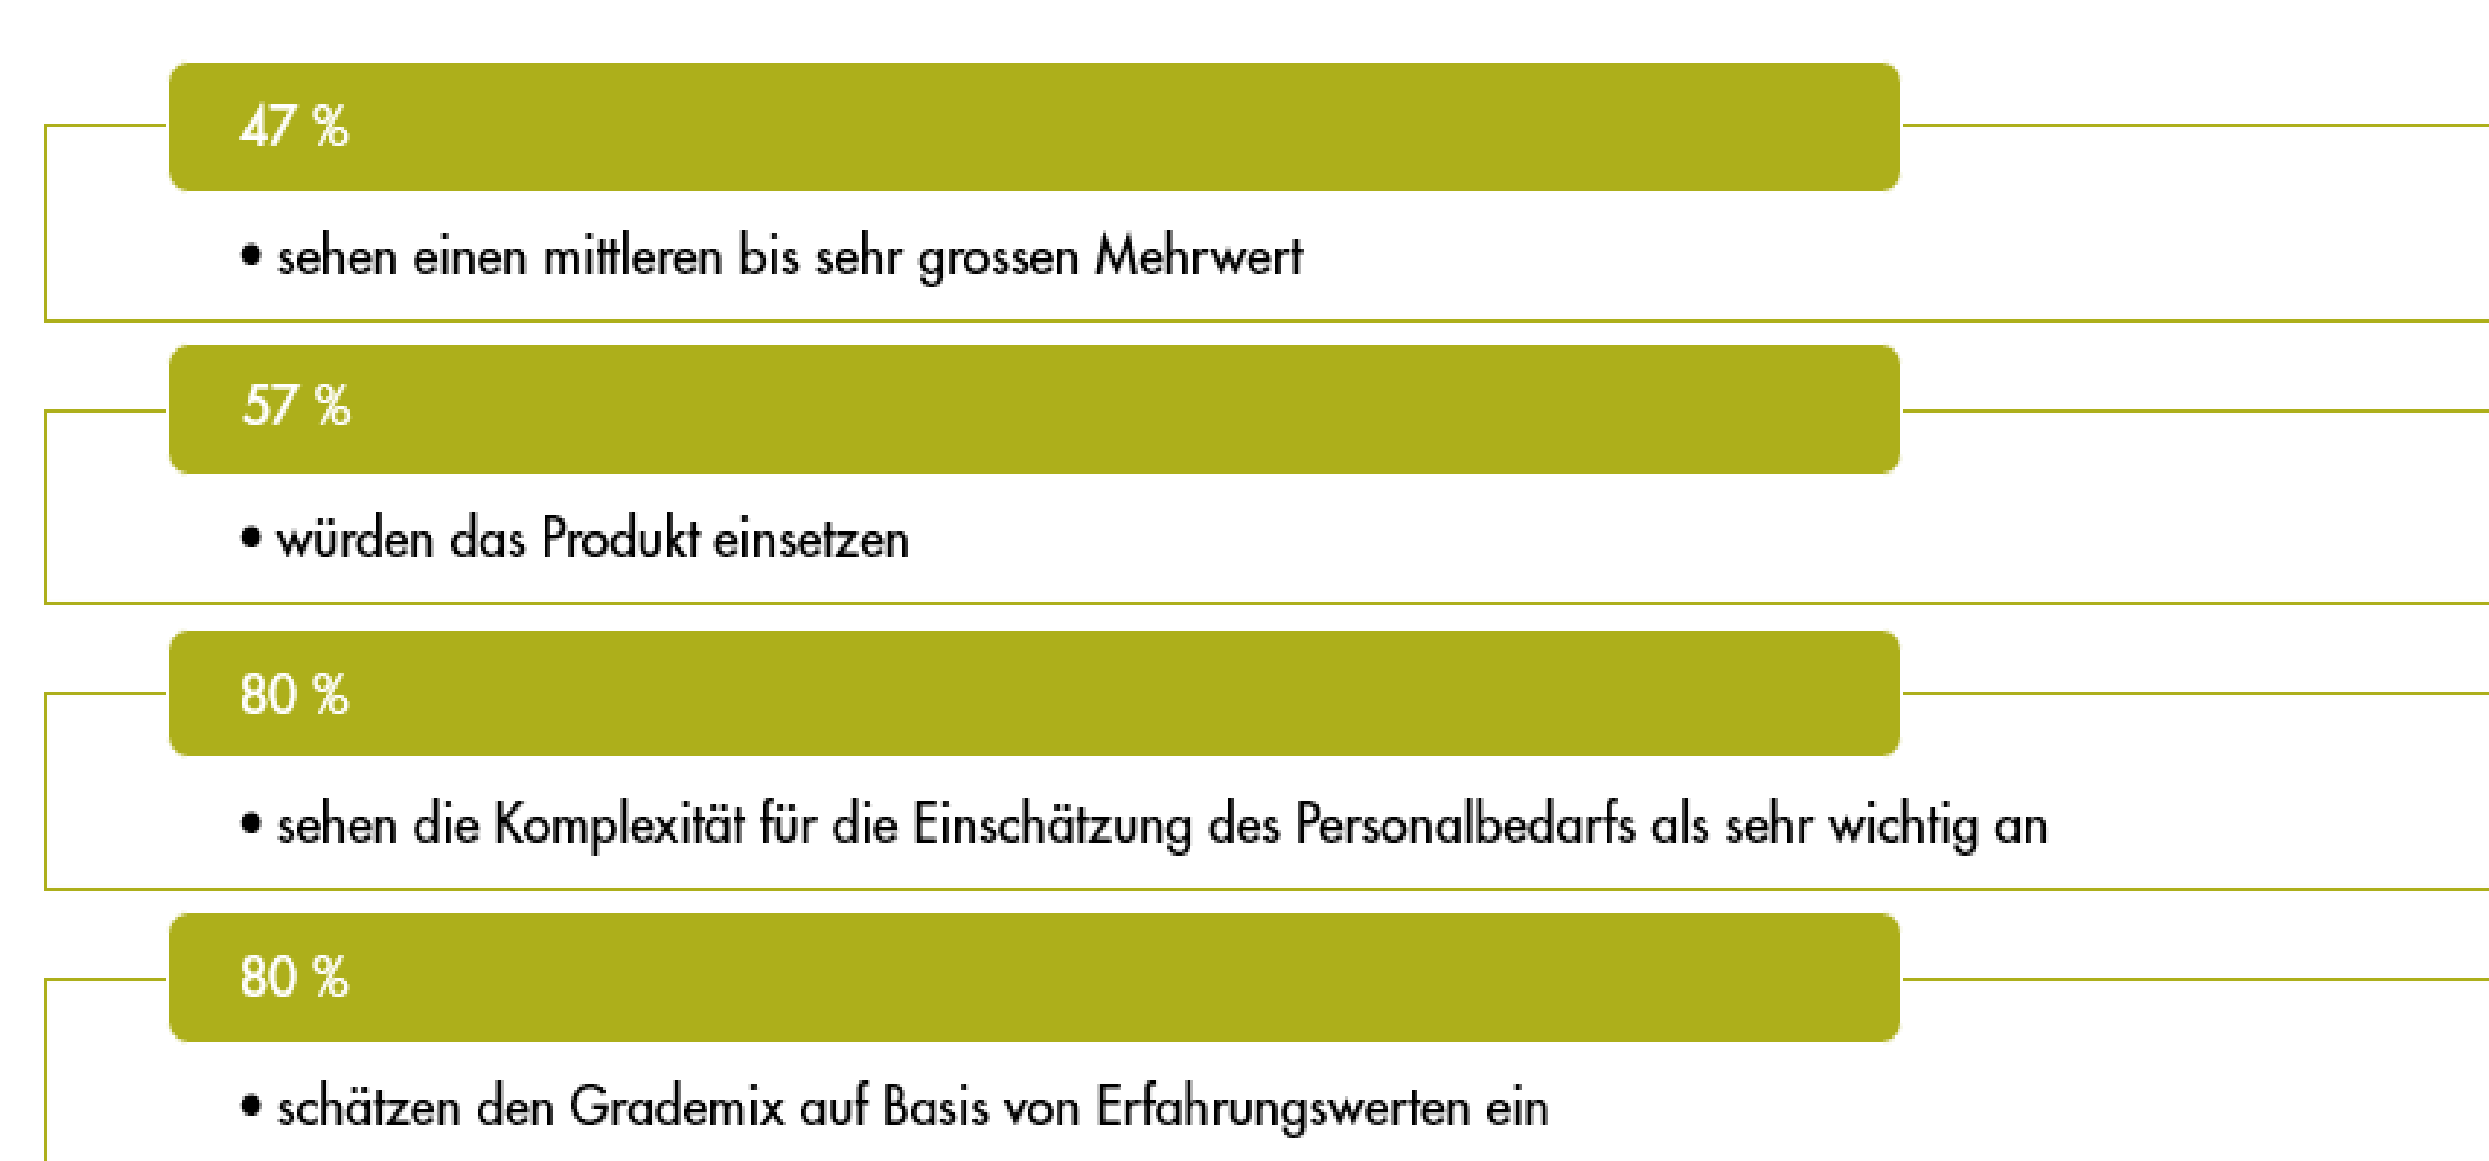 47 %
• sehen einen mittleren bis sehr grossen Mehrwert
57 %
• würden das Produkt einsetzen
80 %
• sehen die Komplexität für die Einschätzung des Personalbedarfs als sehr wichtig an
80 %
• schätzen den Grademix auf Basis von Erfahrungswerten ein